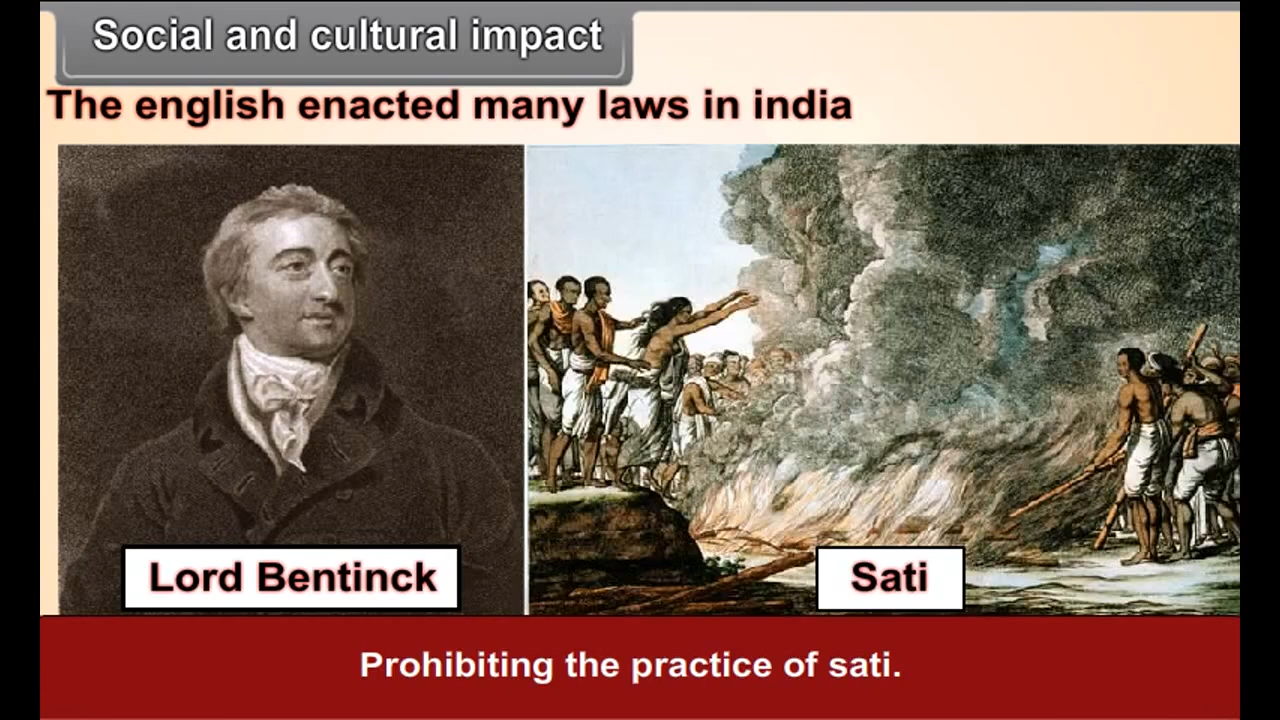 Social and cultural impact
The english enacted many laws in india
Lord Bentinck
Sati
Prohibiting the practice of sati.